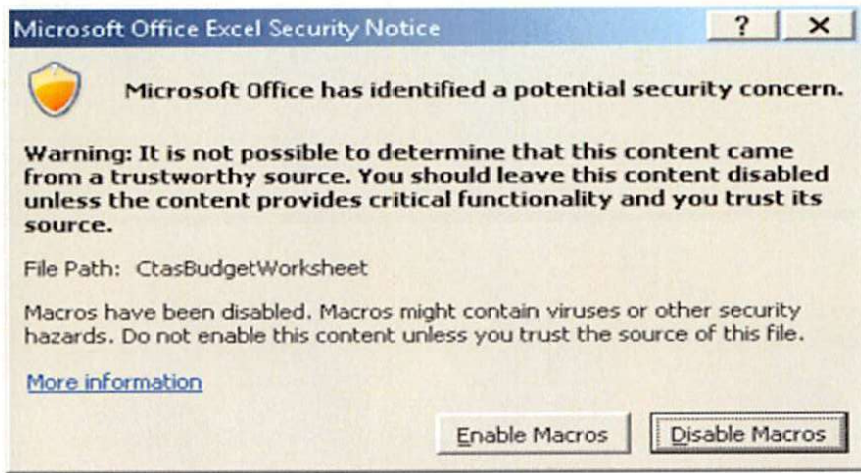 Microsoft Office Excel Security Notice ? ×
Microsoft Office has identified a potential security concern.
Warning: It is not possible to determine that this content came
from a trustworthy source. You should leave this content disabled
unless the content provides critical functionality and you trust its
source.
File Path: CtasBudgetWorksheet
Macros have been disabled. Macros might contain viruses or other security
hazards. Do not enable this content unless you trust the source of this file.
More information
Enable Macros Disable Macros